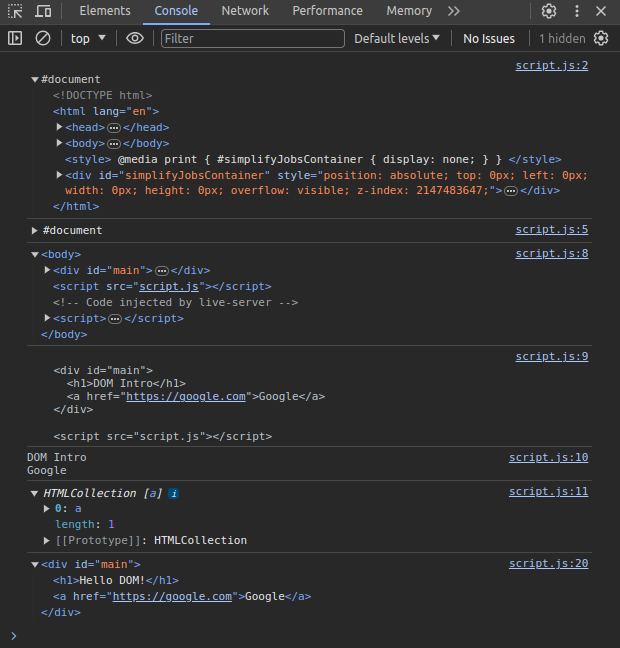 Elements Console Network Performance Memory
top Filter Default levels No Issues 1 hidden
script.js:2
#document
<!DOCTYPE html>
<html lang="en">
<head> … </head>
<body> … </body>
<style> @media print { #simplifyJobsContainer { display: none; } } </style>
<div id="simplifyJobsContainer" style="position: absolute; top: 0px; left: 0px;
width: 0px; height: 0px; overflow: visible; z-index: 2147483647;"> … </div>
</html>
#document script.js:5
<body> script.js:8
<div id="main"> … </div>
<script src="script.js"></script>
<!-- Code injected by live-server -->
<script> … </script>
</body>
script.js:9
<div id="main">
<h1>DOM Intro</h1>
<a href="https://google.com">Google</a>
</div>
<script src="script.js"></script>
DOM Intro script.js:10
Google
HTMLCollection [a] i script.js:11
0: a
length: 1
[[Prototype]]: HTMLCollection
<div id="main"> script.js:20
<h1>Hello DOM!</h1>
<a href="https://google.com">Google</a>
</div>